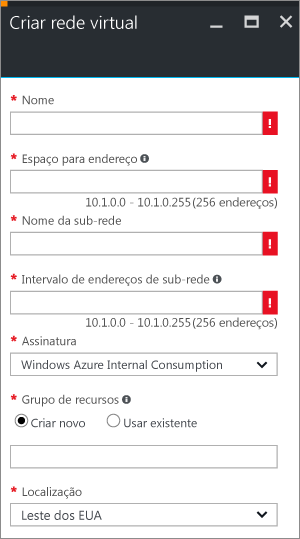 Criar rede virtual
* Nome
!
* Espaço para endereço
!
10.1.0.0 - 10.1.0.255(256 endereços)
* Nome da sub-rede
!
* Intervalo de endereços de sub-rede
!
10.1.0.0 - 10.1.0.255(256 endereços)
* Assinatura
Windows Azure Internal Consumption
* Grupo de recursos
Criar novo Usar existente
* Localização
Leste dos EUA